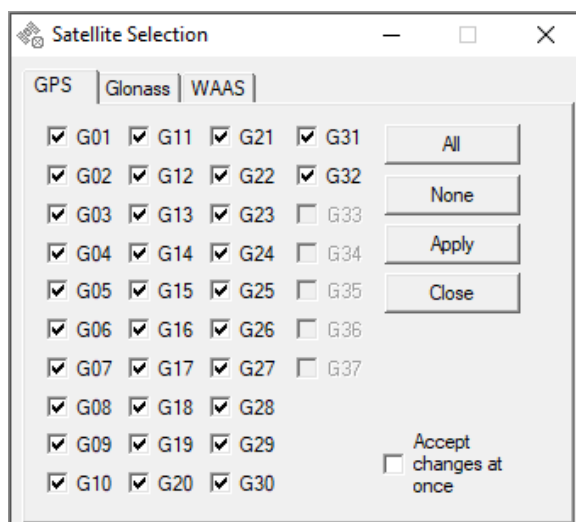 Satellite Selection
GPS Glonass WAAS
G01 G11 G21 G31 All
G02 G12 G22 G32 None
G03 G13 G23 G33
G04 G14 G24 G34 Apply
G05 G15 G25 G35 Close
G06 G16 G26 G36
G07 G17 G27 G37
G08 G18 G28
G09 G19 G29
G10 G20 G30
Accept
changes at
once